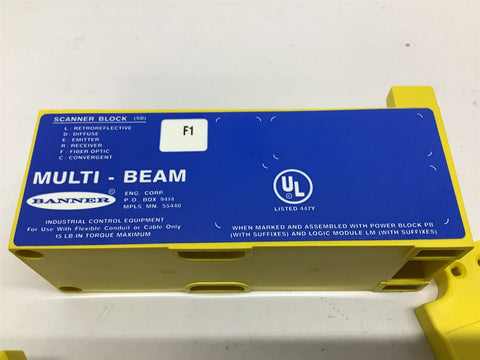 SCANNER BLOCK (SB)
L : RETROREFLECTIVE
D : DIFFUSE
E : EMITTER
R : RECEIVER
F : FIBER OPTIC
C : CONVERGENT
F1
MULTI - BEAM
BANNER
ENG. CORP.
P.O. BOX 9414
MPLS. MN. 55440
INDUSTRIAL CONTROL EQUIPMENT
For Use With Flexible Conduit or Cable Only
15 LB-IN TORQUE MAXIMUM
UL
LISTED 447Y
WHEN MARKED AND ASSEMBLED WITH POWER BLOCK PB
(WITH SUFFIXES) AND LOGIC MODULE LM (WITH SUFFIXES)